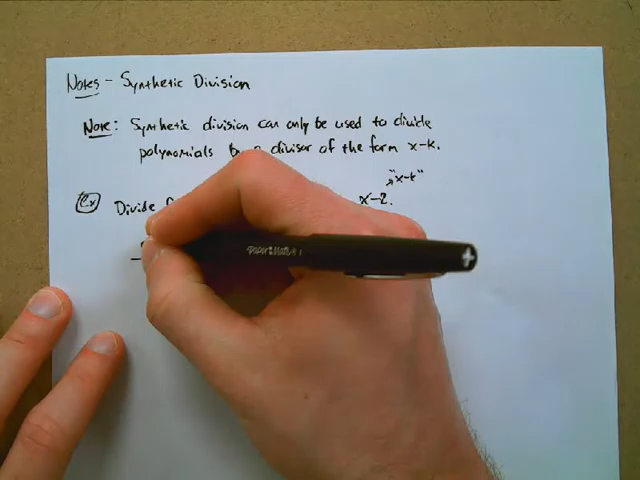 Notes - Synthetic Division
Note: Synthetic division can only be used to divide
polynomials by a divisor of the form x-k.
"x-k"
Ex Divide x-2.
PaperMate